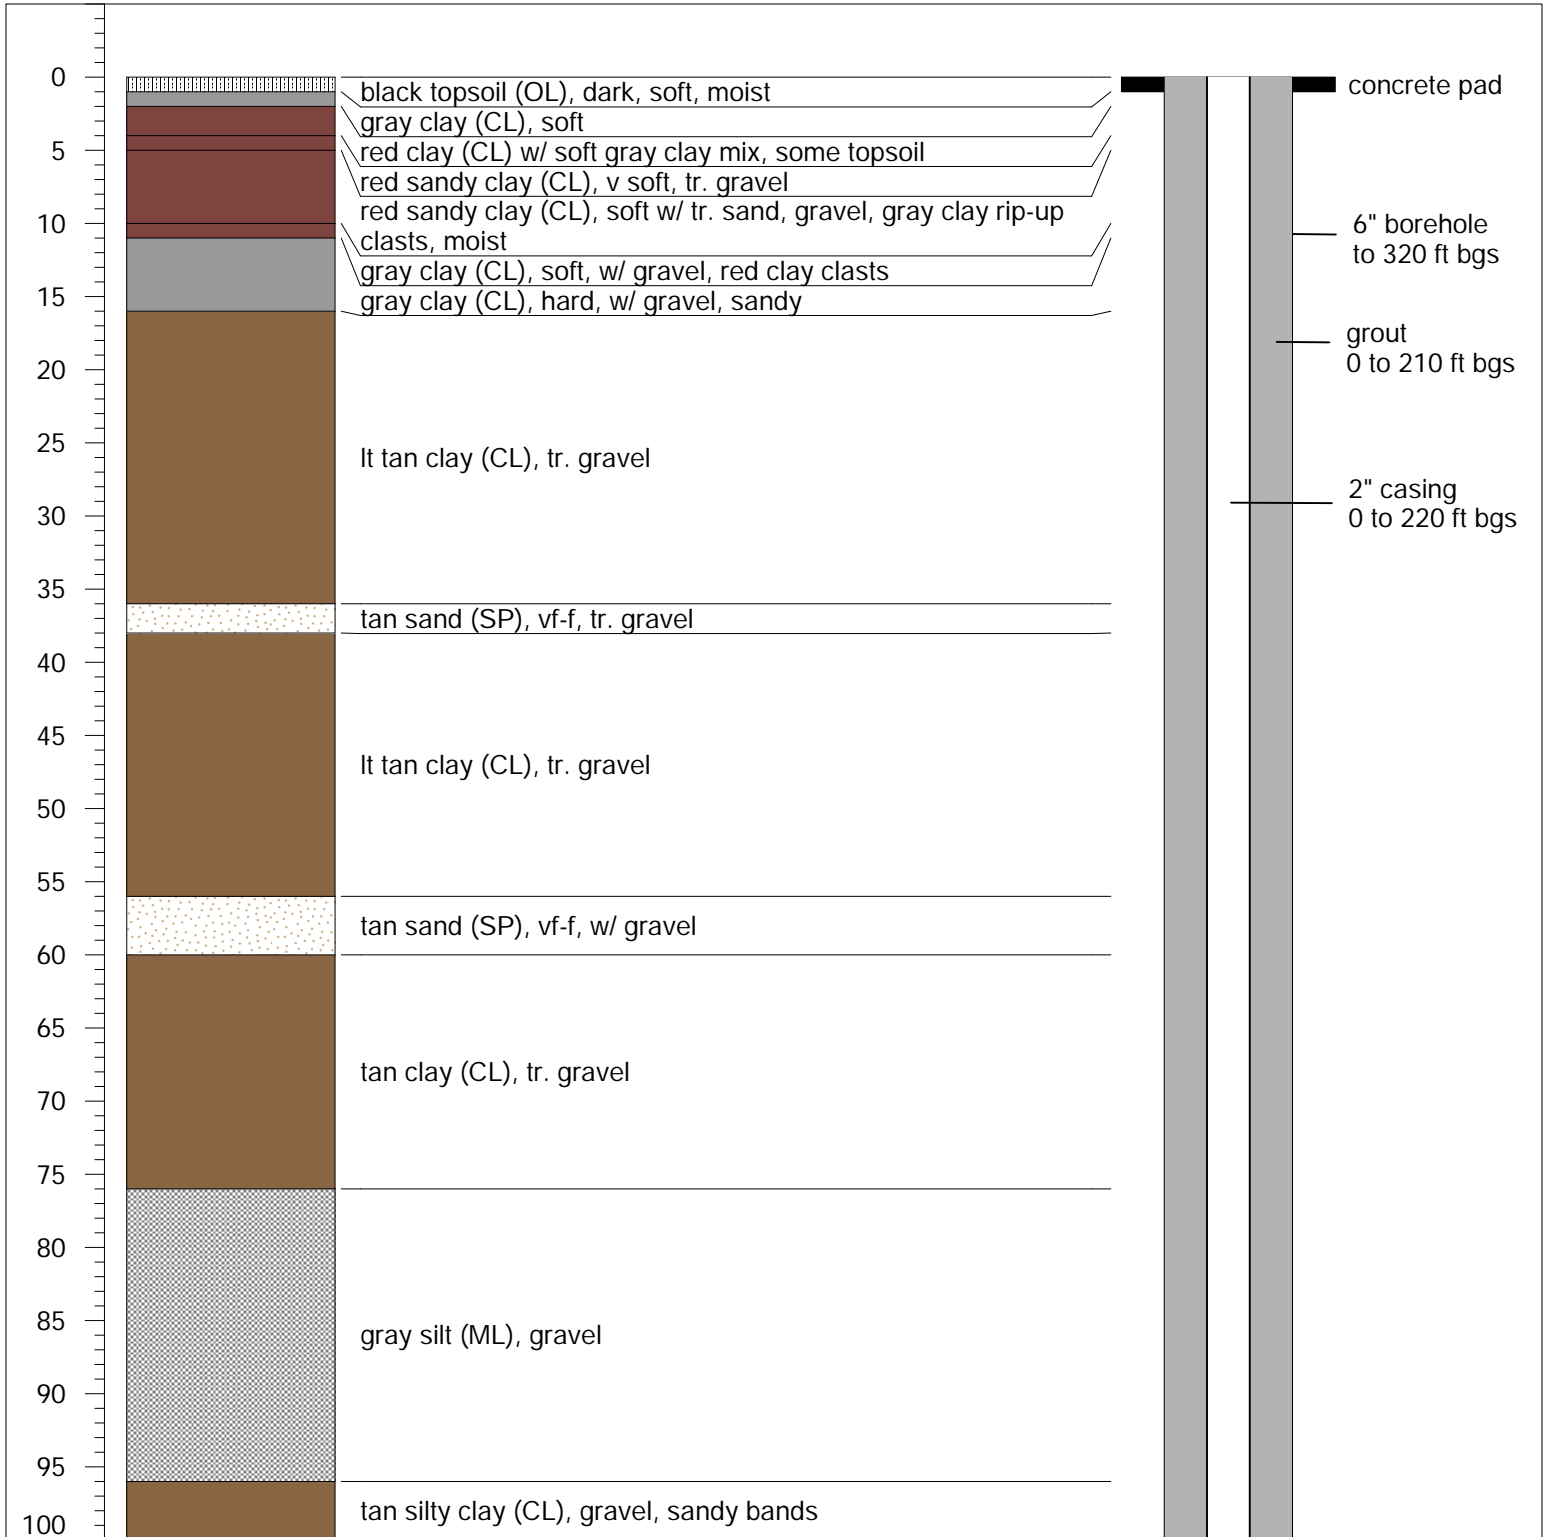 0
5
10
15
20
25
30
35
40
45
50
55
60
65
70
75
80
85
90
95
100
black topsoil (OL), dark, soft, moist
gray clay (CL), soft
red clay (CL) w/ soft gray clay mix, some topsoil
red sandy clay (CL), v soft, tr. gravel
red sandy clay (CL), soft w/ tr. sand, gravel, gray clay rip-up
clasts, moist
gray clay (CL), soft, w/ gravel, red clay clasts
gray clay (CL), hard, w/ gravel, sandy
lt tan clay (CL), tr. gravel
tan sand (SP), vf-f, tr. gravel
lt tan clay (CL), tr. gravel
tan sand (SP), vf-f, w/ gravel
tan clay (CL), tr. gravel
gray silt (ML), gravel
tan silty clay (CL), gravel, sandy bands
concrete pad
6" borehole
to 320 ft bgs
grout
0 to 210 ft bgs
2" casing
0 to 220 ft bgs